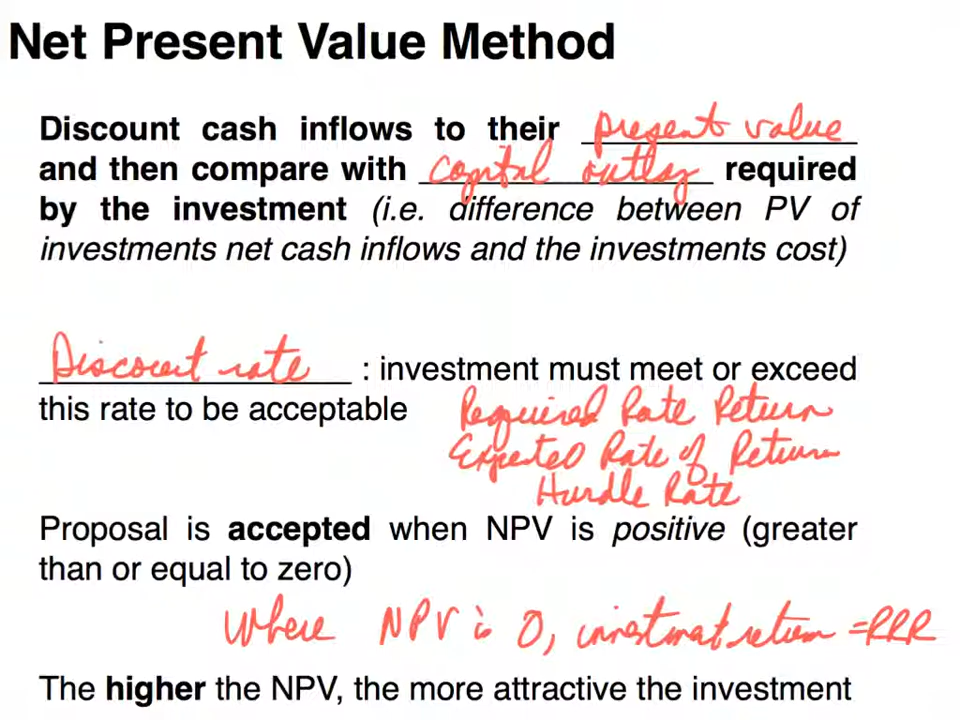 Net Present Value Method
Discount cash inflows to their present value
and then compare with capital outlay required
by the investment (i.e. difference between PV of
investments net cash inflows and the investments cost)
Discount rate : investment must meet or exceed
this rate to be acceptable Required Rate Return
Expected Rate of Return
Hurdle Rate
Proposal is accepted when NPV is positive (greater
than or equal to zero)
Where NPV is 0, investment return = RRR
The higher the NPV, the more attractive the investment